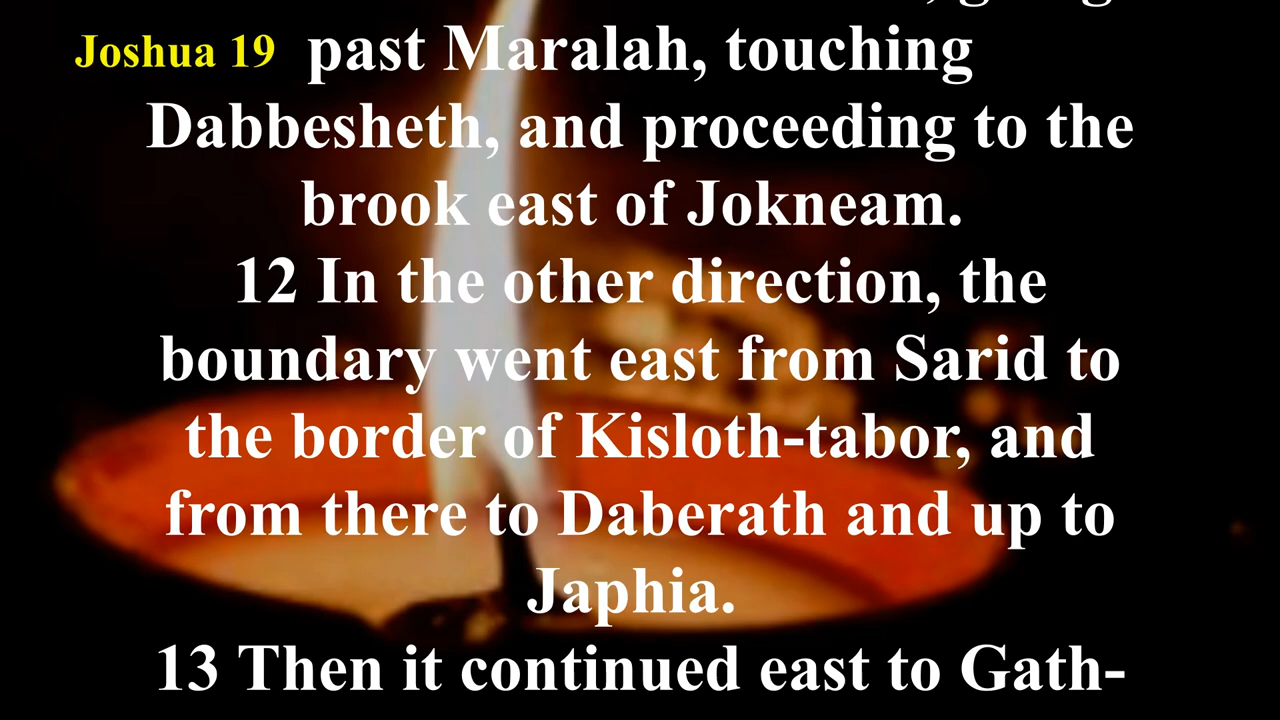 Joshua 19
past Maralah, touching
Dabbesheth, and proceeding to the
brook east of Jokneam.
12 In the other direction, the
boundary went east from Sarid to
the border of Kisloth-tabor, and
from there to Daberath and up to
Japhia.
13 Then it continued east to Gath-